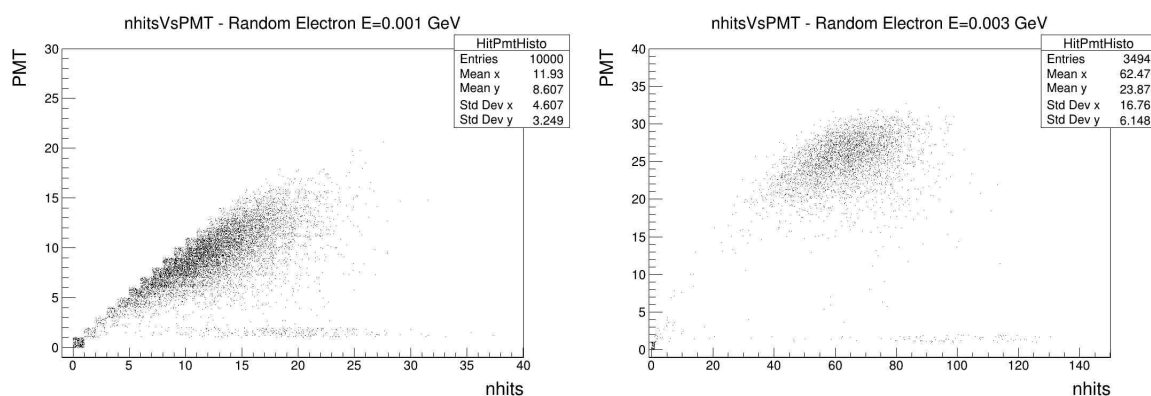 nhitsVsPMT - Random Electron E=0.001 GeV
HitPmtHisto
Entries 10000
Mean x 11.93
Mean y 8.607
Std Dev x 4.607
Std Dev y 3.249
PMT
30
25
20
15
10
5
0
0 5 10 15 20 25 30 35 40
nhits
nhitsVsPMT - Random Electron E=0.003 GeV
HitPmtHisto
Entries 3494
Mean x 62.47
Mean y 23.87
Std Dev x 16.76
Std Dev y 6.148
PMT
40
35
30
25
20
15
10
5
0
0 20 40 60 80 100 120 140
nhits